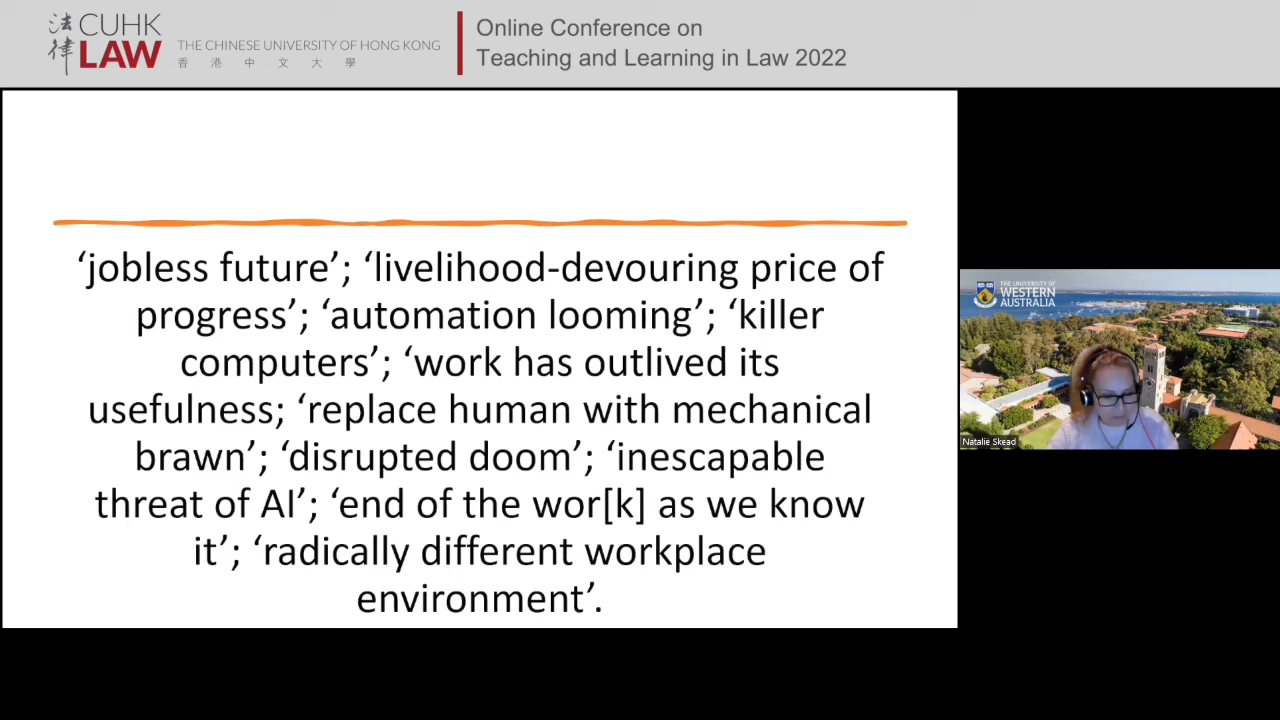 法律
CUHK
LAW
THE CHINESE UNIVERSITY OF HONG KONG
香港中文大學
Online Conference on
Teaching and Learning in Law 2022
‘jobless future’; ‘livelihood-devouring price of
progress’; ‘automation looming’; ‘killer
computers’; ‘work has outlived its
usefulness; ‘replace human with mechanical
brawn’; ‘disrupted doom’; ‘inescapable
threat of AI’; ‘end of the wor[k] as we know
it’; ‘radically different workplace
environment’.
THE UNIVERSITY OF
WESTERN
AUSTRALIA
Natalie Skead